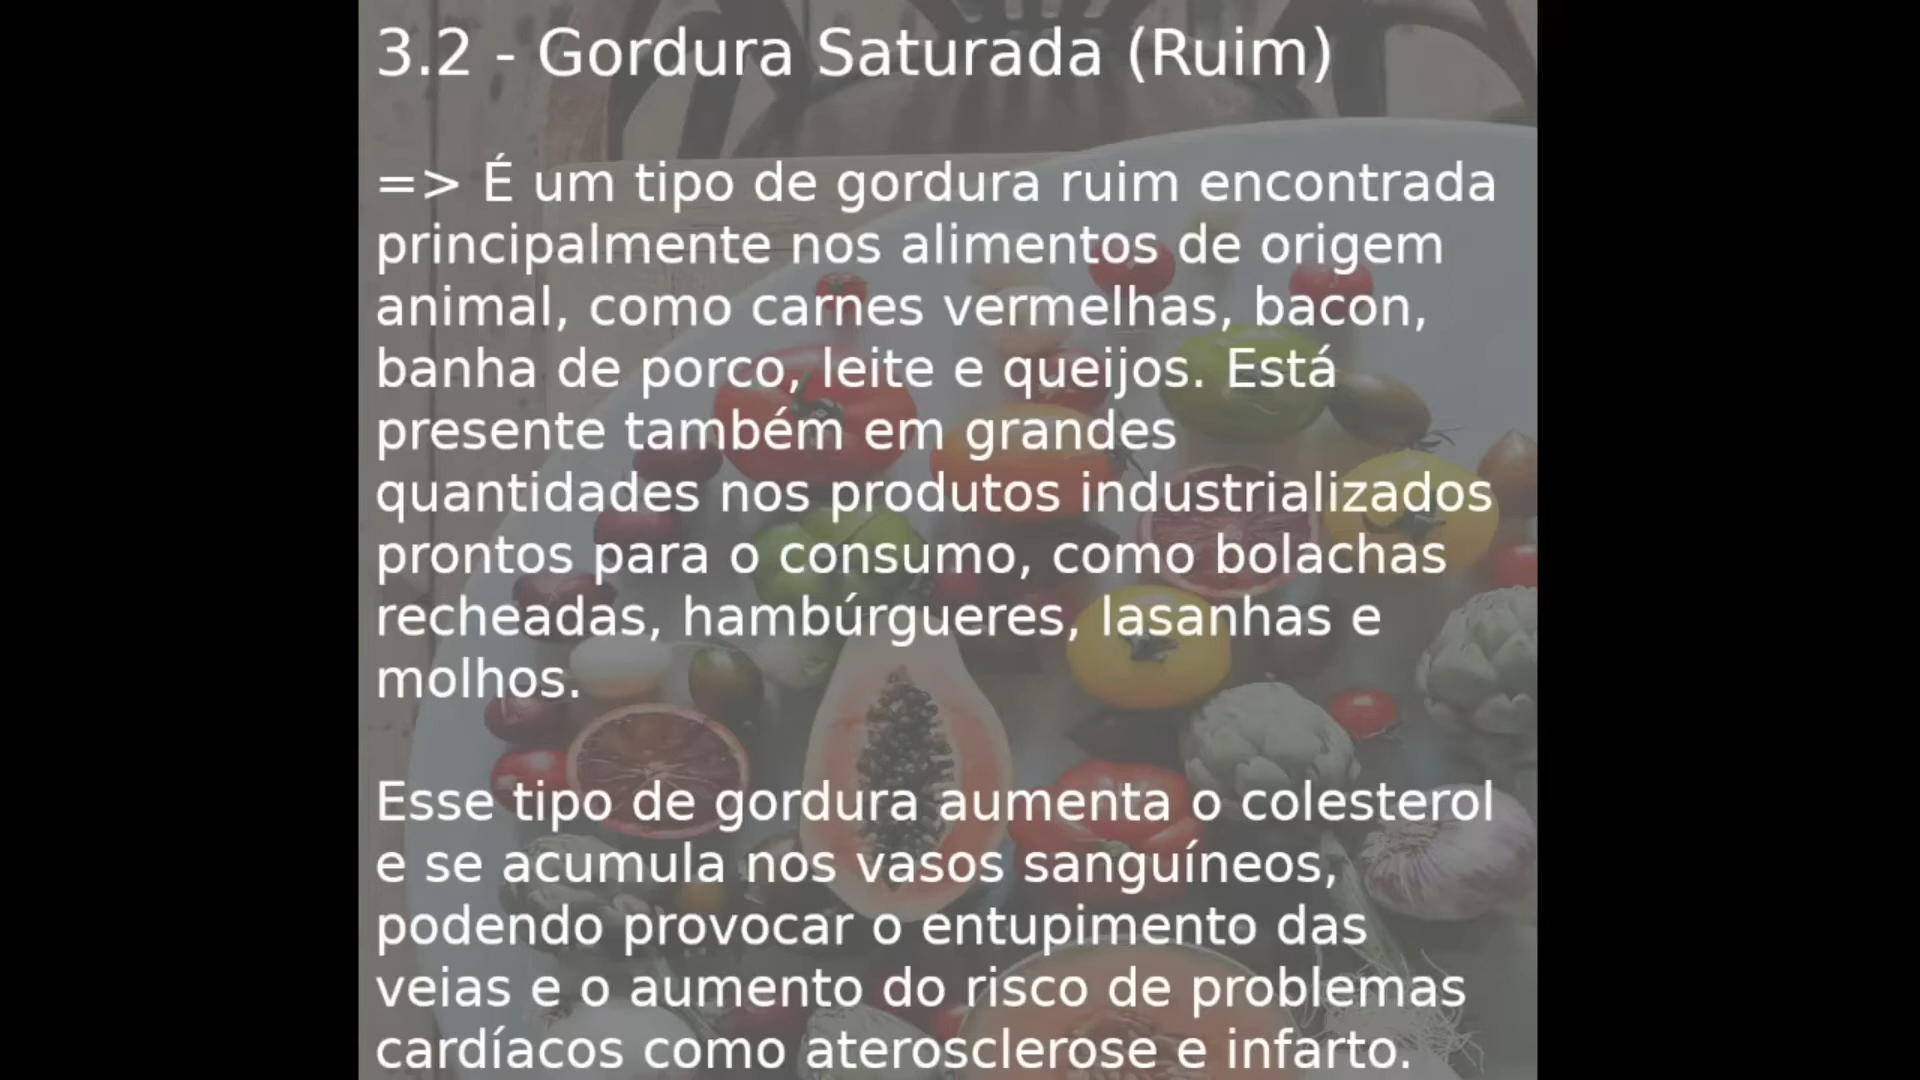 3.2 - Gordura Saturada (Ruim)
=> É um tipo de gordura ruim encontrada
principalmente nos alimentos de origem
animal, como carnes vermelhas, bacon,
banha de porco, leite e queijos. Está
presente também em grandes
quantidades nos produtos industrializados
prontos para o consumo, como bolachas
recheadas, hambúrgueres, lasanhas e
molhos.
Esse tipo de gordura aumenta o colesterol
e se acumula nos vasos sanguíneos,
podendo provocar o entupimento das
veias e o aumento do risco de problemas
cardíacos como aterosclerose e infarto.